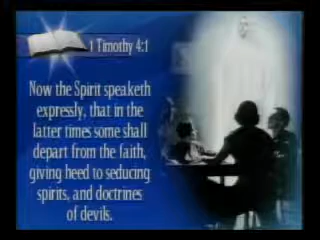 1 Timothy 4:1
Now the Spirit speaketh
expressly, that in the
latter times some shall
depart from the faith,
giving heed to seducing
spirits, and doctrines
of devils.